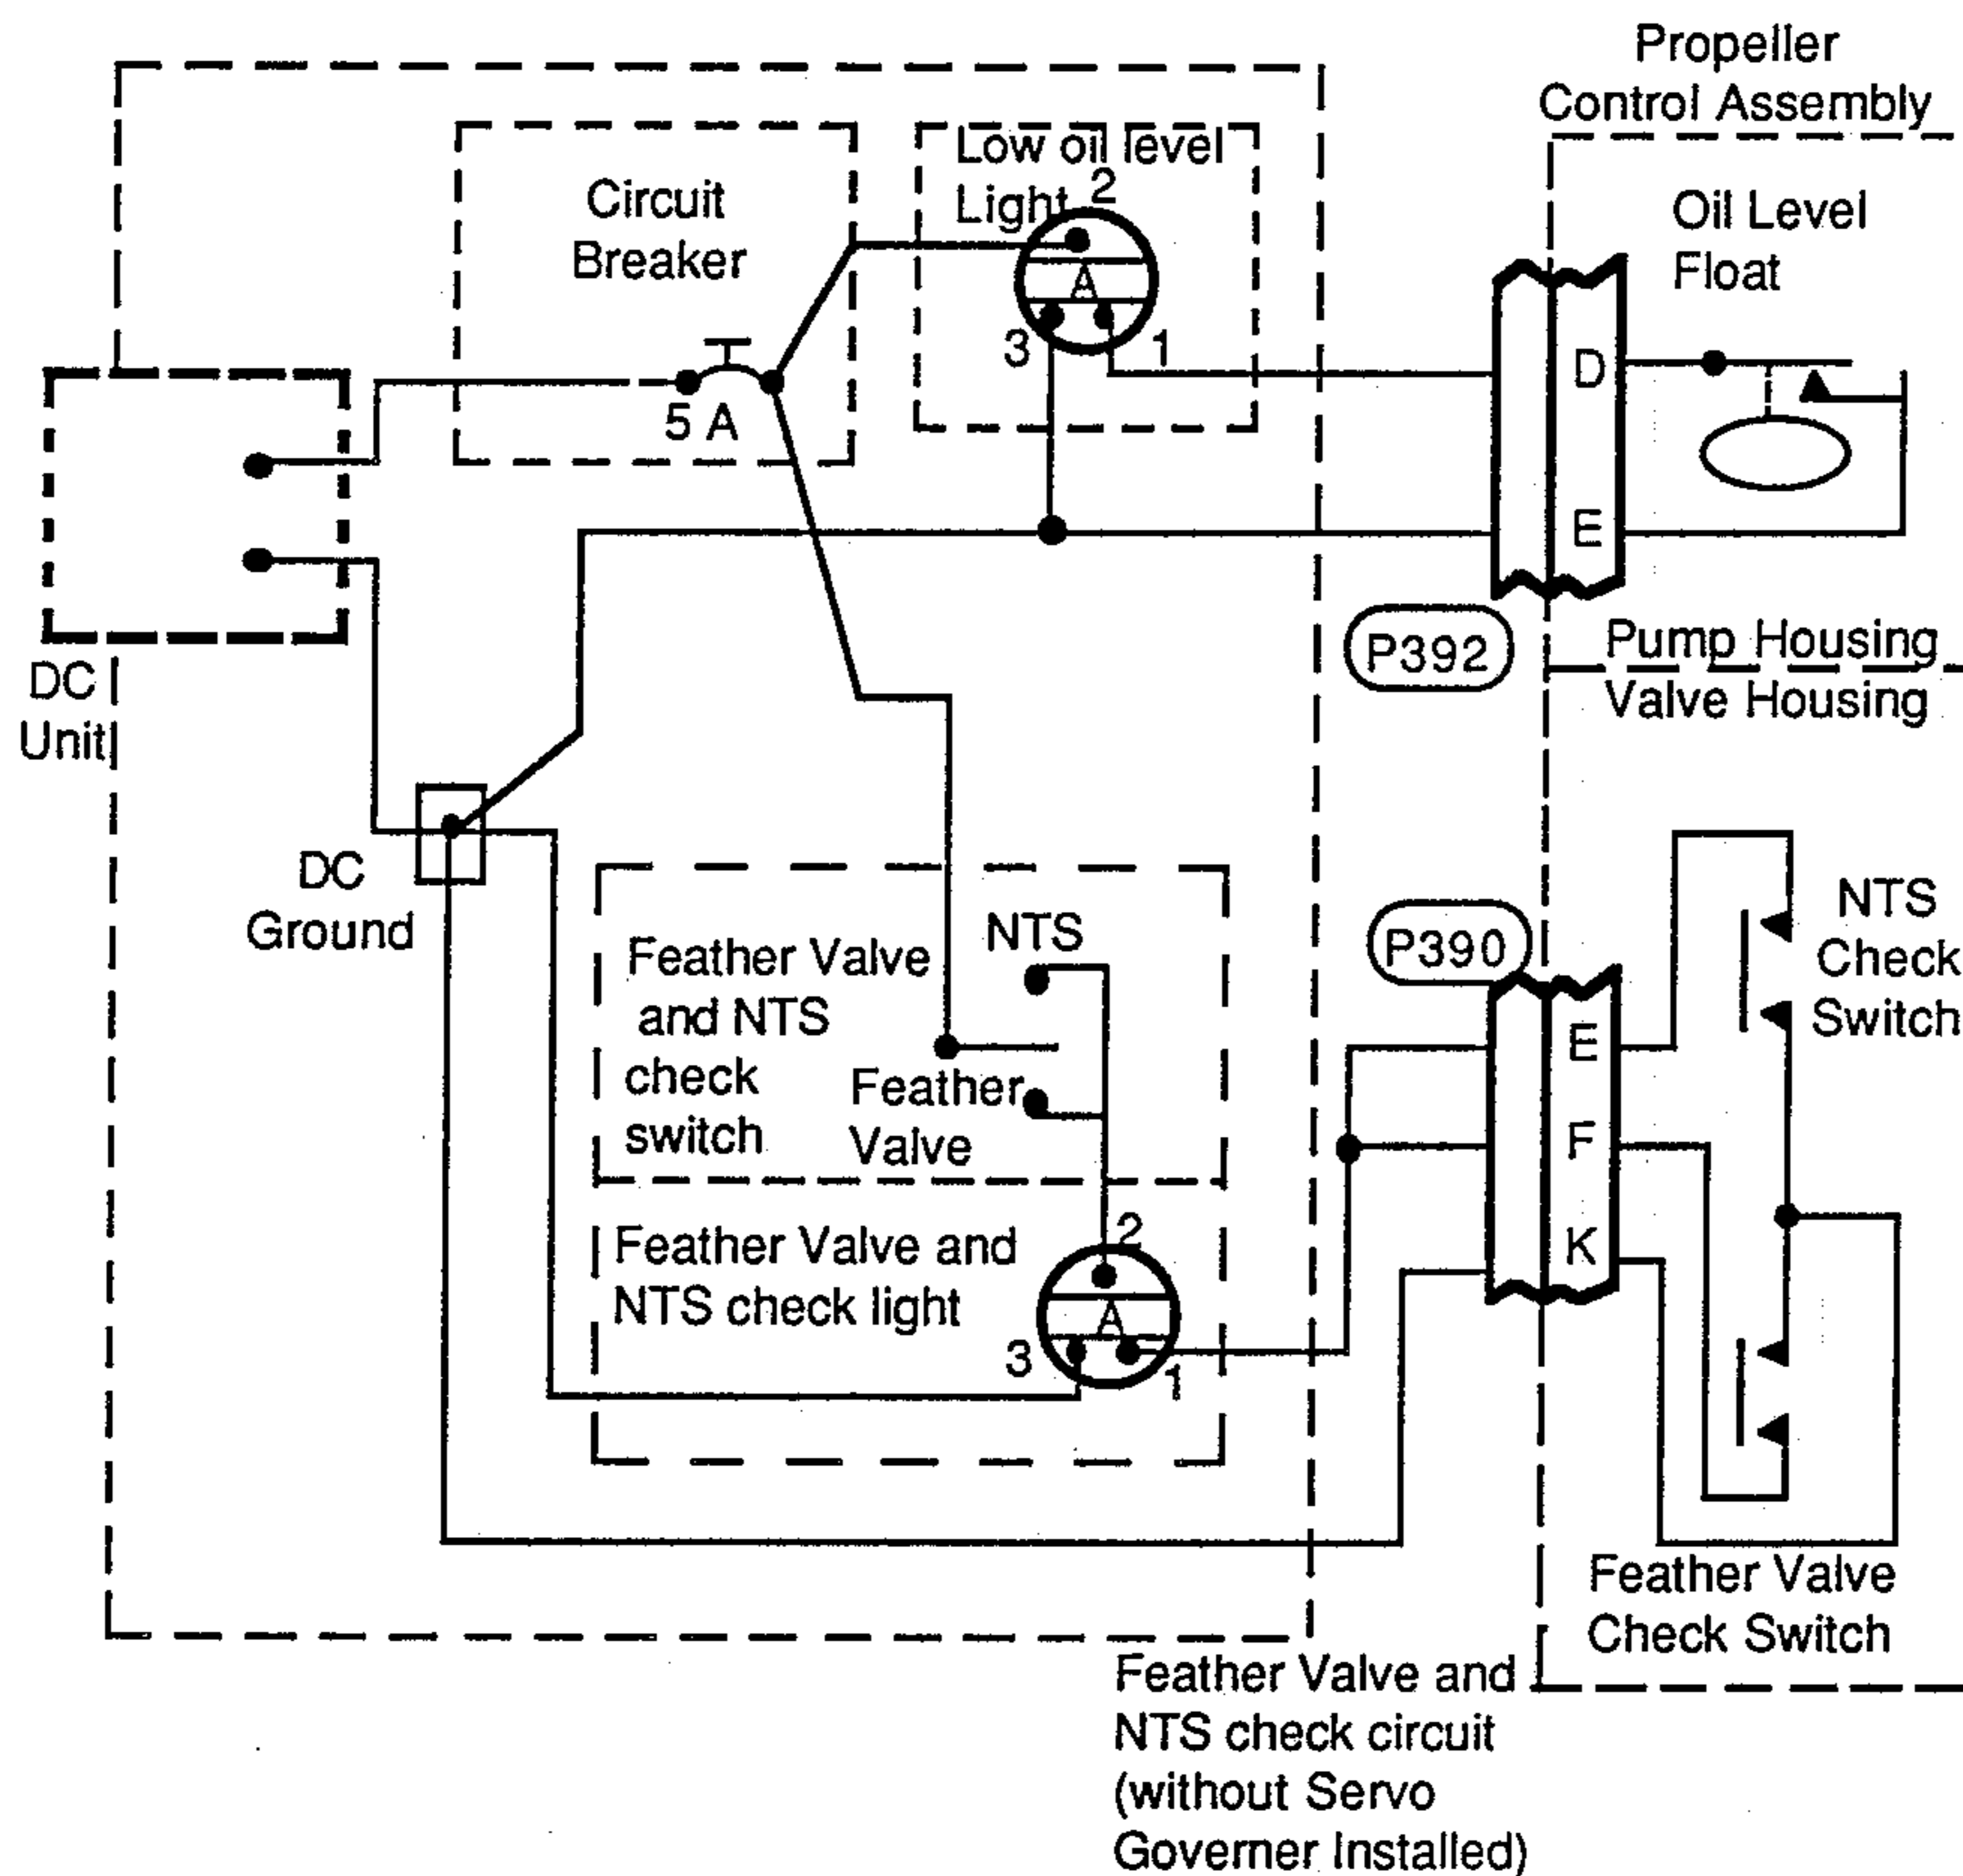 Propeller
Control Assembly
Low oil level
Light
2
A
3
1
Circuit
Breaker
5 A
Oil Level
Float
D
E
P392
Pump Housing
Valve Housing
DC
Unit
DC
Ground
NTS
Feather Valve
and NTS
check
switch
Feather
Valve
P390
E
F
K
NTS
Check
Switch
Feather Valve and
NTS check light
2
A
3
1
Feather Valve
Check Switch
Feather Valve and
NTS check circuit
(without Servo
Governer Installed)